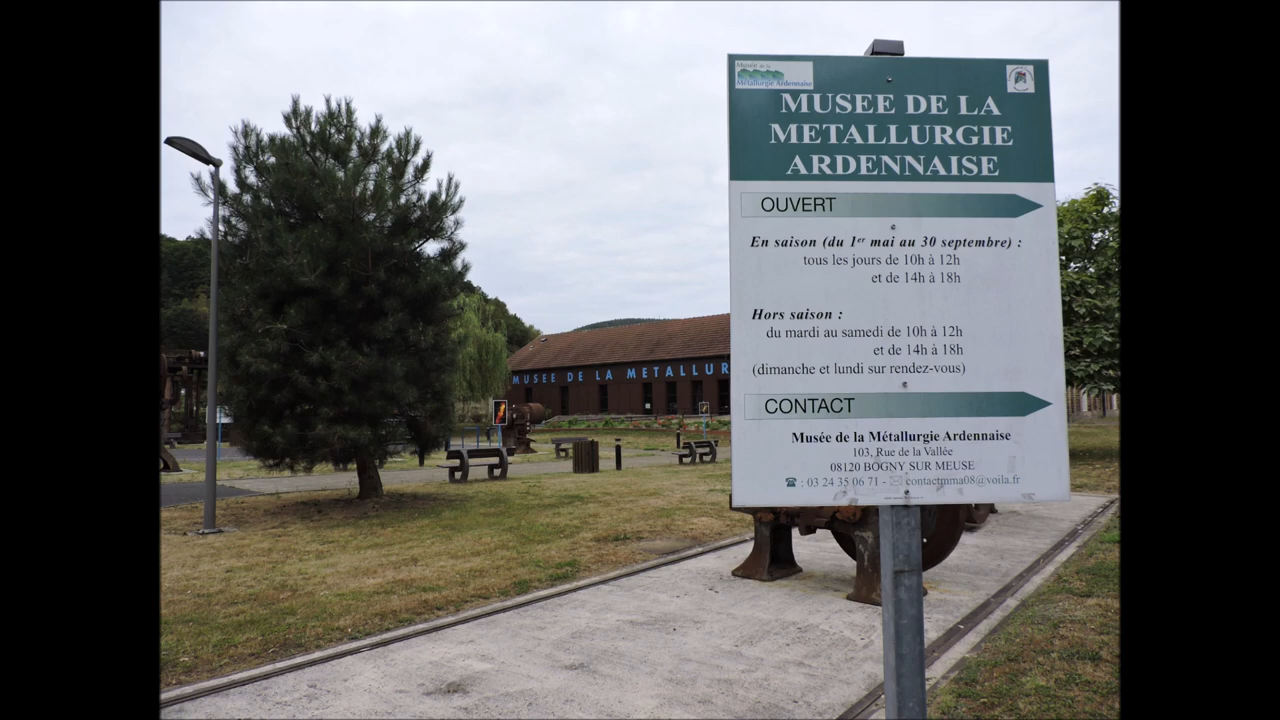 Musée de la
Métallurgie Ardennaise
MUSEE DE LA
METALLURGIE
ARDENNAISE
OUVERT
En saison (du 1er mai au 30 septembre) :
tous les jours de 10h à 12h
et de 14h à 18h
Hors saison :
du mardi au samedi de 10h à 12h
et de 14h à 18h
(dimanche et lundi sur rendez-vous)
CONTACT
Musée de la Métallurgie Ardennaise
103, Rue de la Vallée
08120 BOGNY SUR MEUSE
☎ : 03 24 35 06 71 - ✉ contactmma08@voila.fr
MUSEE DE LA METALLUR